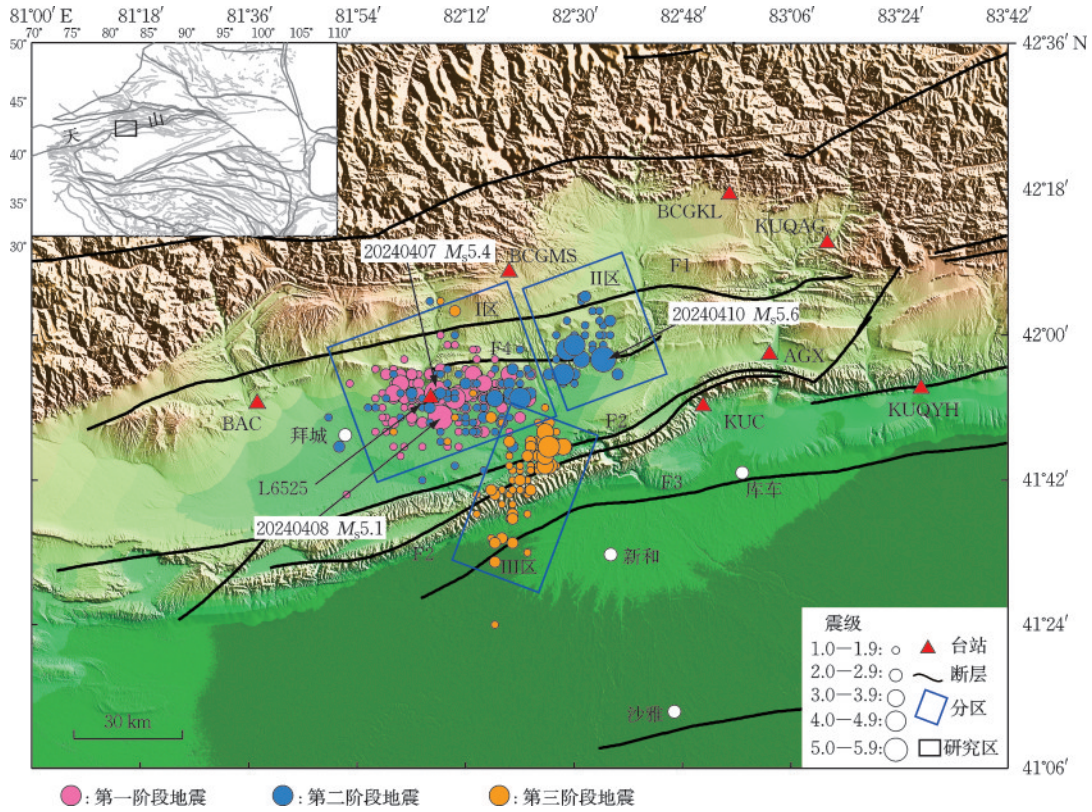 81°00′ E 81°18′ 81°36′ 81°54′ 82°12′ 82°30′ 82°48′ 83°06′ 83°24′ 83°42′
70° 75° 80° 85° 90° 95° 100° 105° 110°
50°
45°
40°
35°
30°
天 山
42°36′ N
42°18′
42°00′
41°42′
41°24′
41°06′
BCGKL
KUQAG
20240407 Ms5.4
BCGMS
F1
II区
I区
20240410 Ms5.6
F4
AGX
BAC
KUC
KUQYH
拜城
F2
L6525
F3
库车
20240408 Ms5.1
F2
III区
新和
沙雅
30 km
震级
1.0—1.9:
2.0—2.9:
3.0—3.9:
4.0—4.9:
5.0—5.9:
台站
断层
分区
研究区
: 第一阶段地震 : 第二阶段地震 : 第三阶段地震